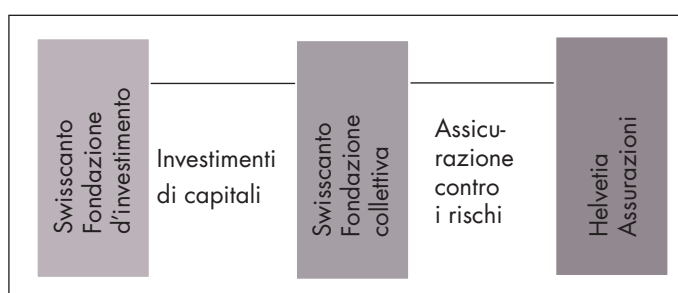 Swisscanto
Fondazione
d'investimento
Investimenti
di capitali
Swisscanto
Fondazione
collettiva
Assicu-
razione
contro
i rischi
Helvetia
Assurazioni